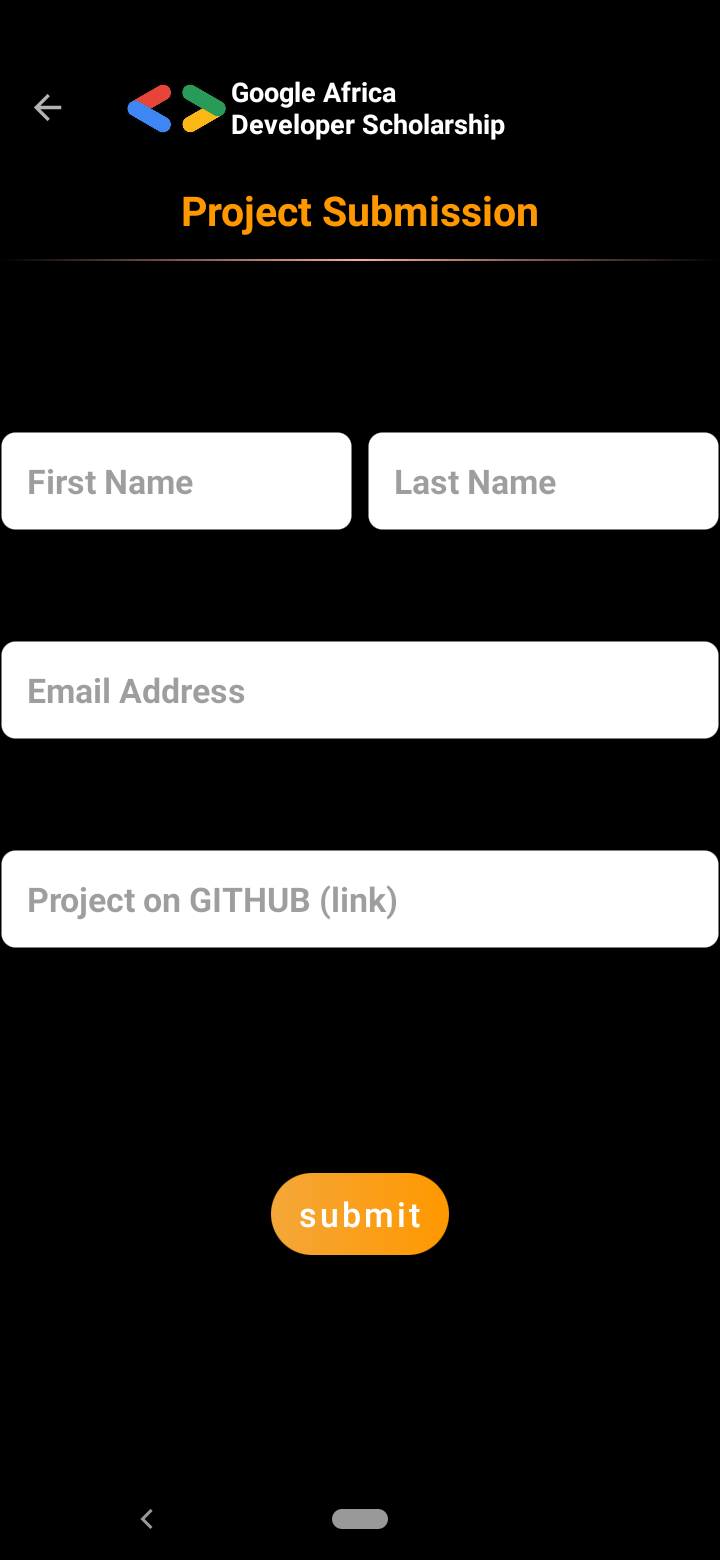 Google Africa
Developer Scholarship
Project Submission
First Name
Last Name
Email Address
Project on GITHUB (link)
submit